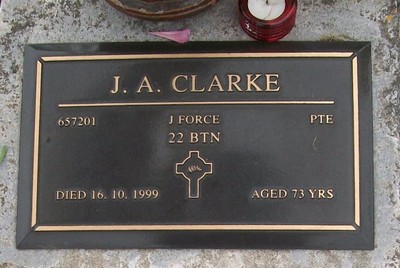 J. A. CLARKE
657201 J FORCE PTE
22 BTN
DIED 16. 10. 1999 AGED 73 YRS